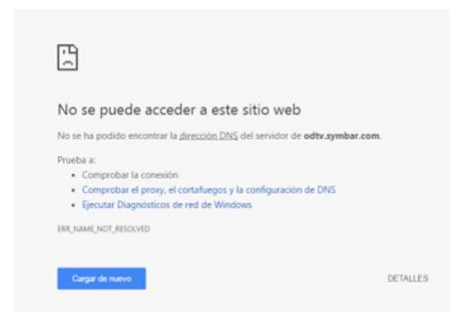 No se puede acceder a este sitio web
No se ha podido encontrar la dirección DNS del servidor de odtv.symbar.com.
Prueba a:
Comprobar la conexión
Comprobar el proxy, el cortafuegos y la configuración de DNS
Ejecutar Diagnósticos de red de Windows
ERR_NAME_NOT_RESOLVED
Cargar de nuevo
DETALLES